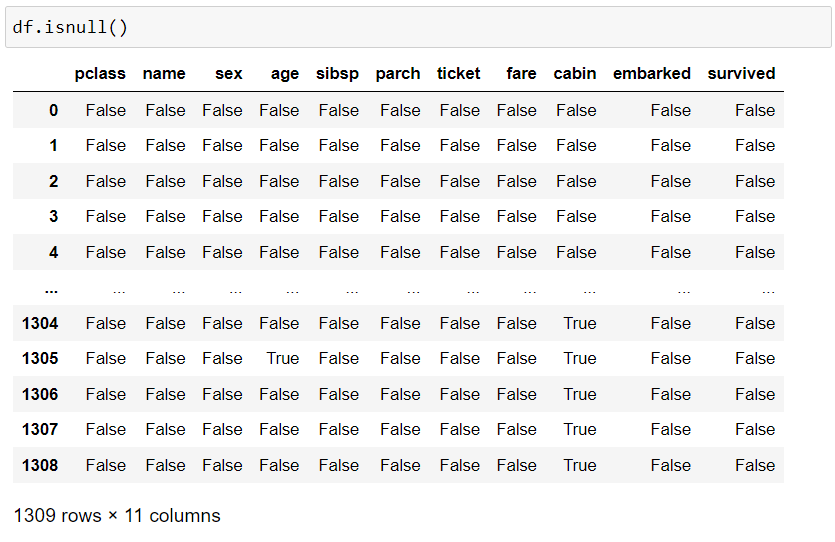 df.isnull()
pclass name sex age sibsp parch ticket fare cabin embarked survived
0 False False False False False False False False False False False
1 False False False False False False False False False False False
2 False False False False False False False False False False False
3 False False False False False False False False False False False
4 False False False False False False False False False False False
... ... ... ... ... ... ... ... ... ... ... ...
1304 False False False False False False False False True False False
1305 False False False True False False False False True False False
1306 False False False False False False False False True False False
1307 False False False False False False False False True False False
1308 False False False False False False False False True False False
1309 rows × 11 columns